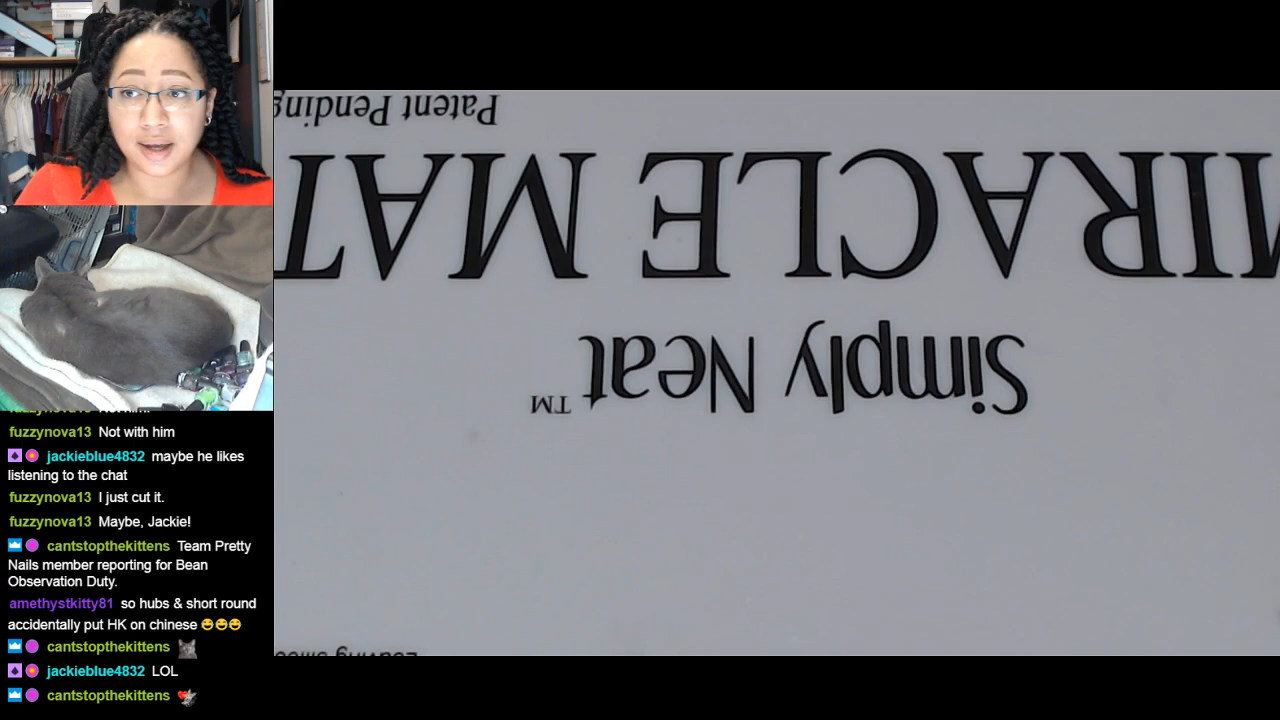 Patent Pending
MIRACLE MAT
Simply Neat™
fuzzynova13 Not with him
jackieblue4832 maybe he likes
listening to the chat
fuzzynova13 I just cut it.
fuzzynova13 Maybe, Jackie!
cantstopthekittens Team Pretty
Nails member reporting for Bean
Observation Duty.
amethystkitty81 so hubs & short round
accidentally put HK on chinese 😂😂😂
cantstopthekittens
jackieblue4832 LOL
cantstopthekittens